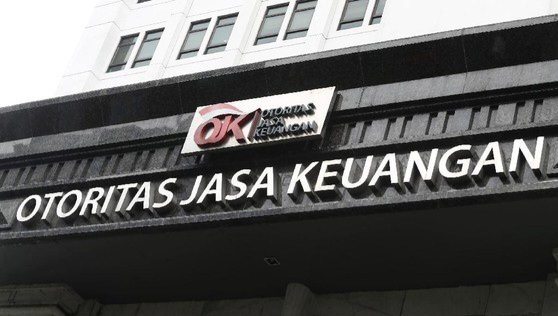 OJK
OTORITAS
JASA
KEUANGAN
OTORITAS JASA KEUANGAN